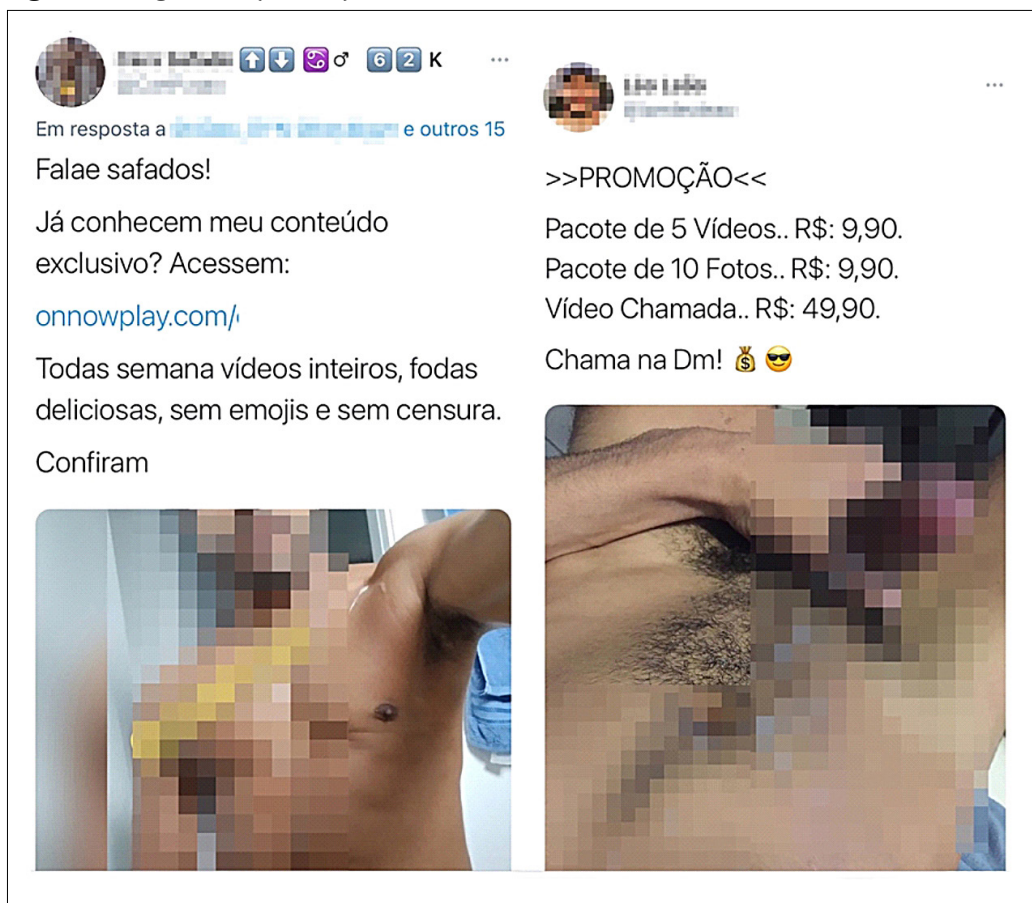 6 2 K
Em resposta a
e outros 15
Falae safados!
Já conhecem meu conteúdo
exclusivo? Acessem:
onnowplay.com/
Todas semana vídeos inteiros, fodas
deliciosas, sem emojis e sem censura.
Confiram
>>PROMOÇÃO<<
Pacote de 5 Vídeos.. R$: 9,90.
Pacote de 10 Fotos.. R$: 9,90.
Vídeo Chamada.. R$: 49,90.
Chama na Dm! 💰 😎